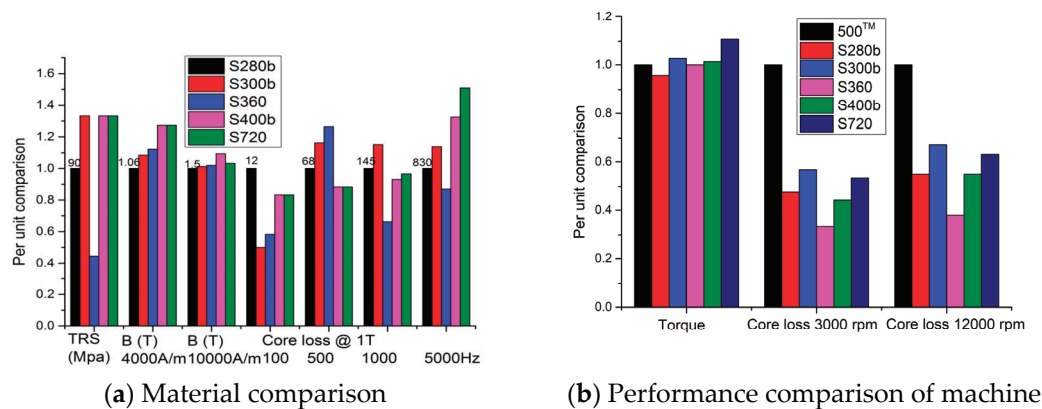 Per unit comparison
1.6
1.4
1.2
1.0
0.8
0.6
0.4
0.2
0.0
S280b
S300b
S360
S400b
S720
90
1.06
1.5
12
68
145
830
TRS
(Mpa)
B (T)
4000A/m
B (T)
10000A/m
Core loss @ 1T
100
500
1000
5000Hz
(a) Material comparison
Per unit comparison
1.2
1.0
0.8
0.6
0.4
0.2
0.0
500™
S280b
S300b
S360
S400b
S720
Torque
Core loss 3000 rpm
Core loss 12000 rpm
(b) Performance comparison of machine